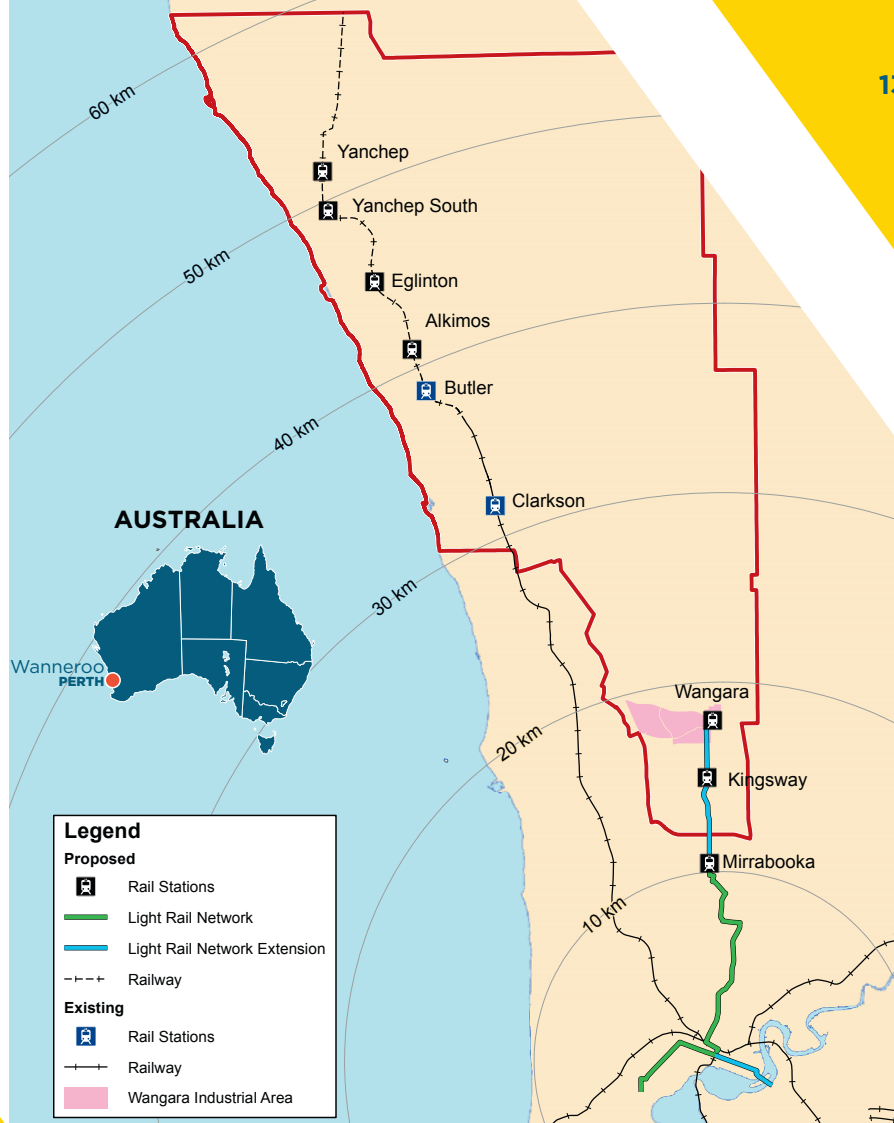 13
60 km
Yanchep
Yanchep South
50 km
Eglinton
Alkimos
Butler
40 km
Clarkson
AUSTRALIA
30 km
Wanneroo
PERTH
Wangara
20 km
Kingsway
Mirrabooka
10 km
Legend
Proposed
Rail Stations
Light Rail Network
Light Rail Network Extension
Railway
Existing
Rail Stations
Railway
Wangara Industrial Area